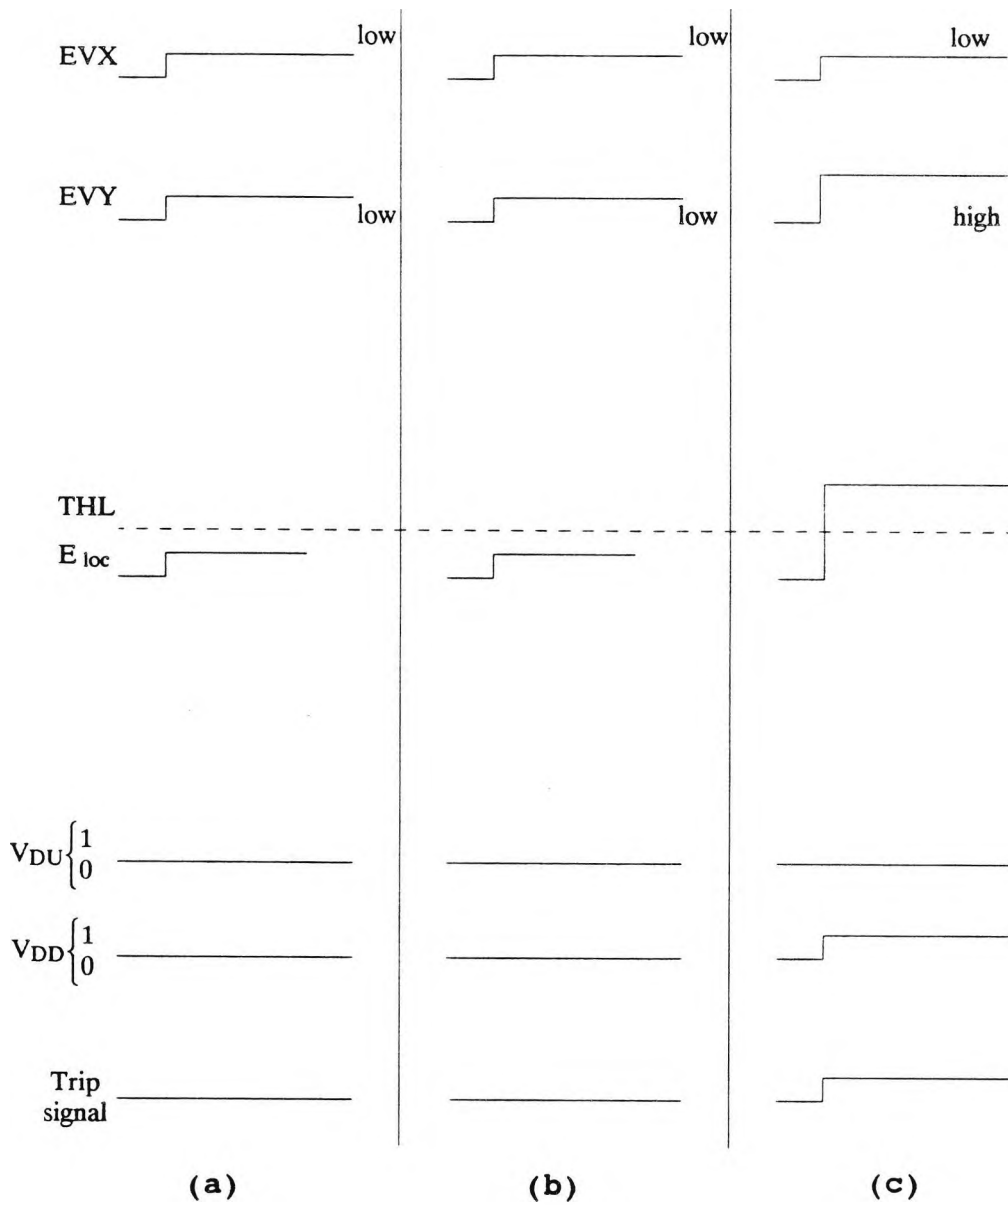 low
low
low
EVX
EVY
low
low
high
THL
E loc
VDU { 1
0
VDD { 1
0
Trip
signal
(a)
(b)
(c)